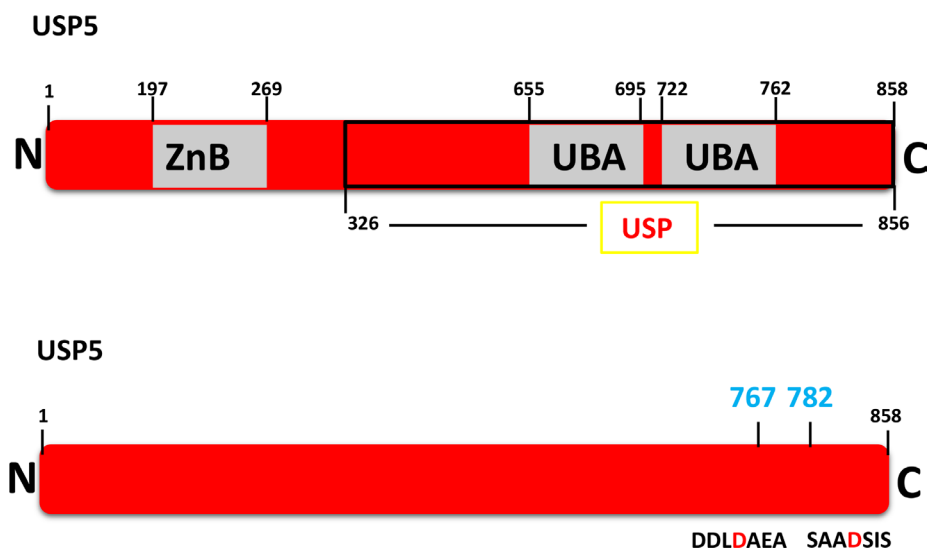 USP5
1 197 269 655 695 722 762 858
N ZnB UBA UBA C
326 USP 856
USP5
1 767 782 858
N C
DDLDAEA SAADSIS